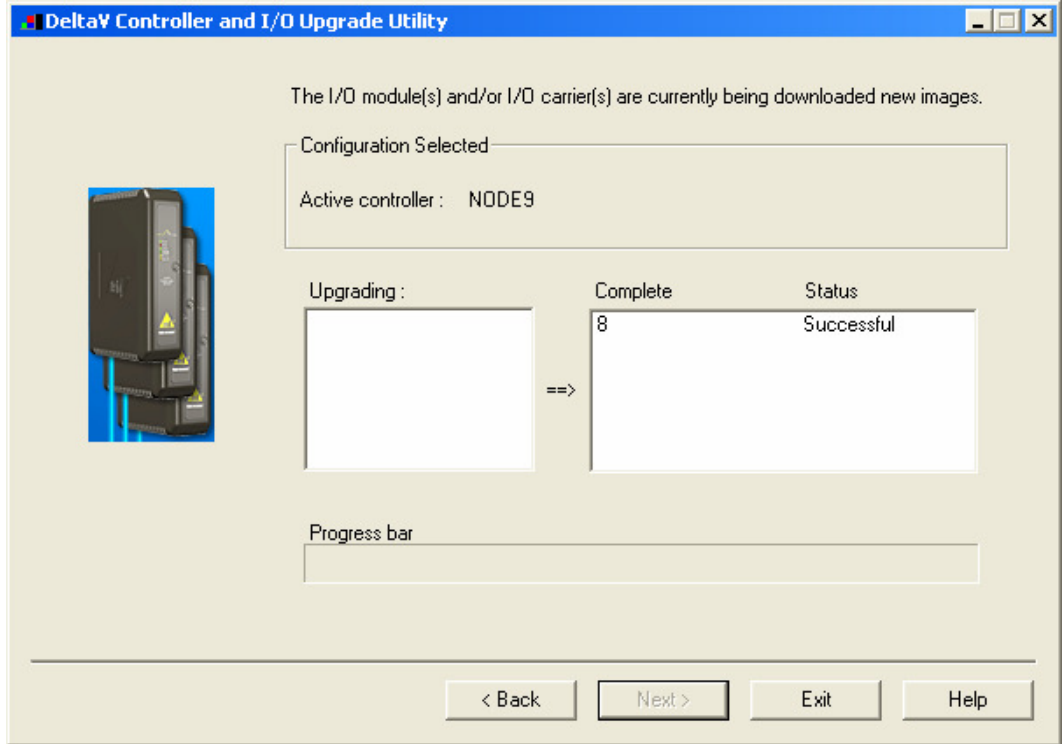 DeltaV Controller and I/O Upgrade Utility
The I/O module(s) and/or I/O carrier(s) are currently being downloaded new images.
Configuration Selected
Active controller : NODE9
Upgrading :
Complete Status
8 Successful
==>
Progress bar
< Back Next > Exit Help